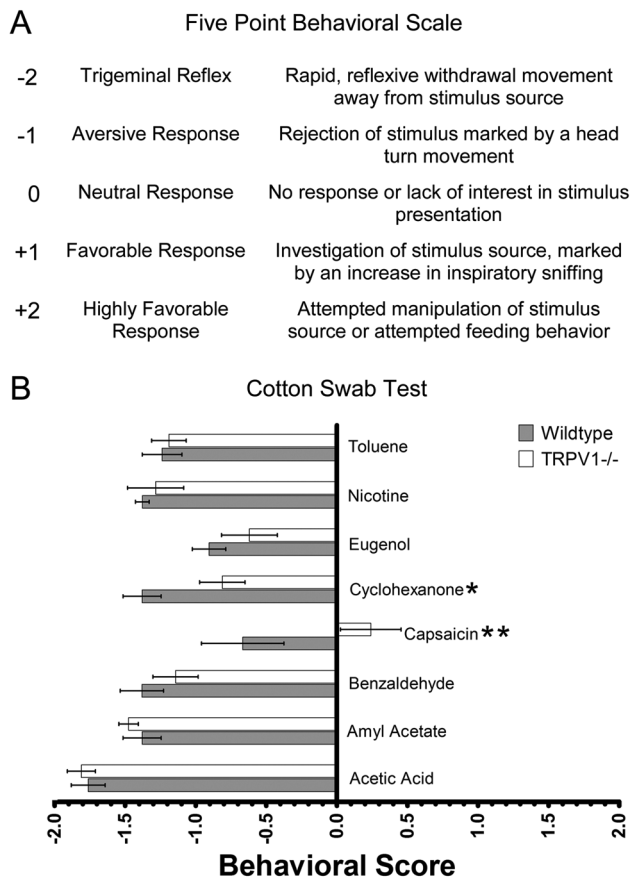 A
Five Point Behavioral Scale
-2 Trigeminal Reflex Rapid, reflexive withdrawal movement
away from stimulus source
-1 Aversive Response Rejection of stimulus marked by a head
turn movement
0 Neutral Response No response or lack of interest in stimulus
presentation
+1 Favorable Response Investigation of stimulus source, marked
by an increase in inspiratory sniffing
+2 Highly Favorable Attempted manipulation of stimulus
Response source or attempted feeding behavior
B
Cotton Swab Test
Wildtype
TRPV1-/-
Toluene
Nicotine
Eugenol
Cyclohexanone*
Capsaicin**
Benzaldehyde
Amyl Acetate
Acetic Acid
-2.0 -1.5 -1.0 -0.5 0.0 0.5 1.0 1.5 2.0
Behavioral Score